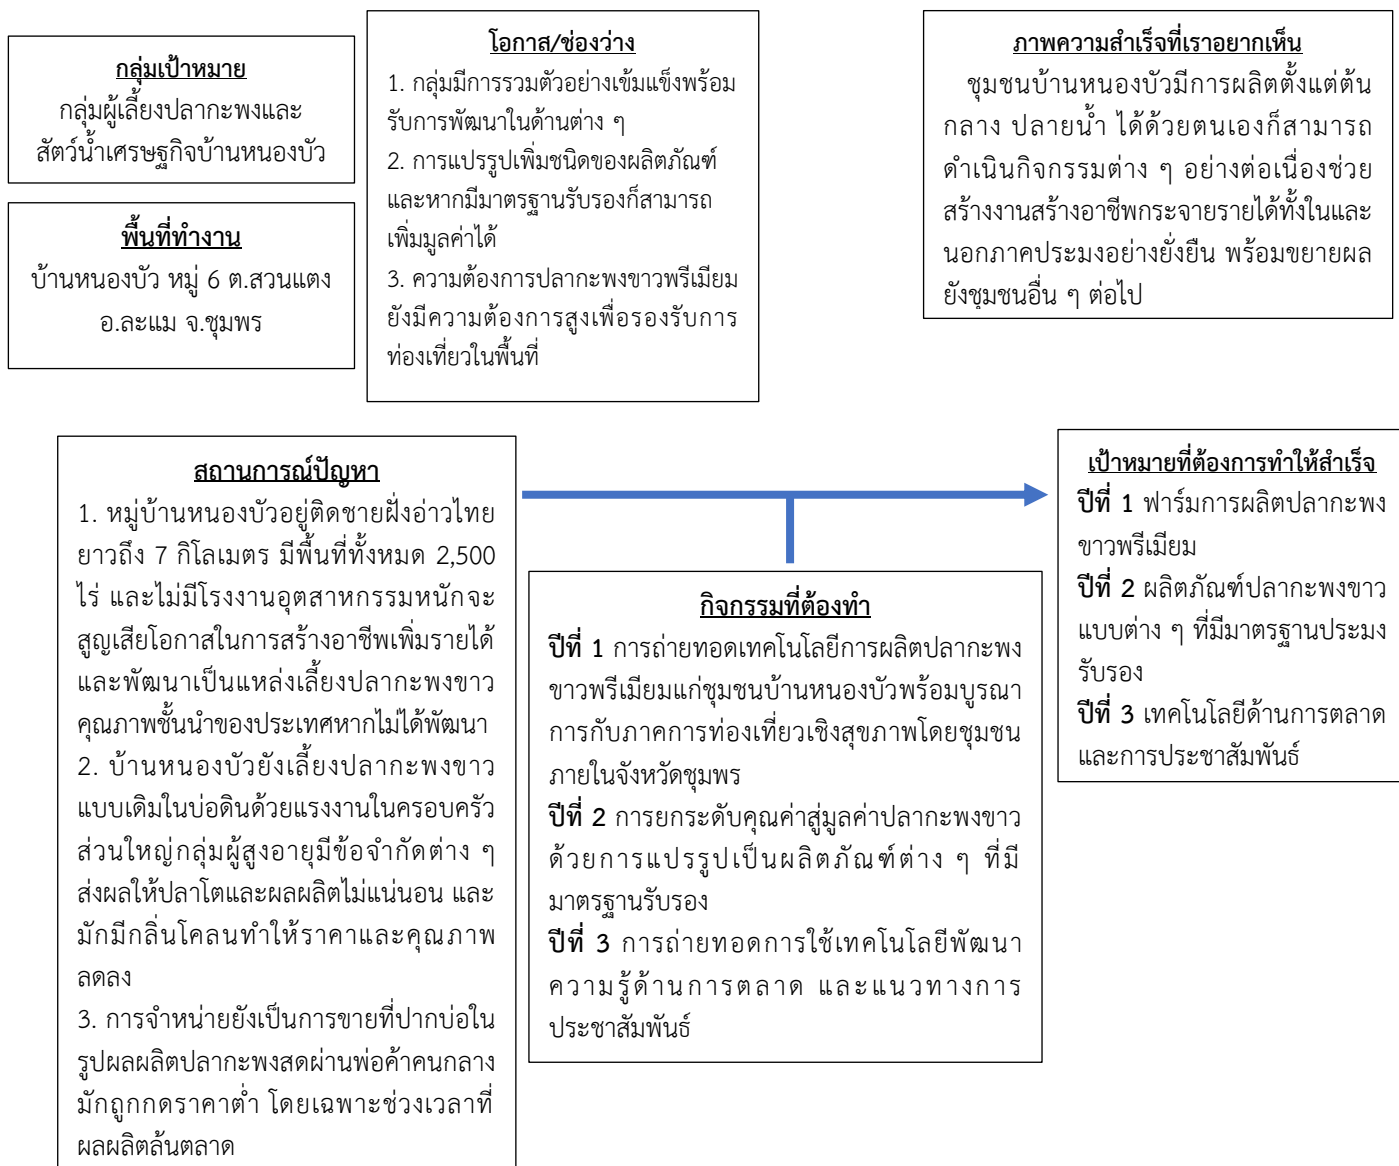 กลุ่มเป้าหมาย
กลุ่มผู้เลี้ยงปลากะพงและ
สัตว์น้ำเศรษฐกิจบ้านหนองบัว
พื้นที่ทำงาน
บ้านหนองบัว หมู่ 6 ต.สวนแตง
อ.ละแม จ.ชุมพร
โอกาส/ช่องว่าง
1. กลุ่มมีการรวมตัวอย่างเข้มแข็งพร้อม
รับการพัฒนาในด้านต่าง ๆ
2. การแปรรูปเพิ่มชนิดของผลิตภัณฑ์
และหากมีมาตรฐานรับรองก็สามารถ
เพิ่มมูลค่าได้
3. ความต้องการปลากะพงขาวพรีเมียม
ยังมีความต้องการสูงเพื่อรองรับการ
ท่องเที่ยวในพื้นที่
ภาพความสำเร็จที่เราอยากเห็น
ชุมชนบ้านหนองบัวมีการผลิตตั้งแต่ต้น
กลาง ปลายน้ำ ได้ด้วยตนเองก็สามารถ
ดำเนินกิจกรรมต่าง ๆ อย่างต่อเนื่องช่วย
สร้างงานสร้างอาชีพกระจายรายได้ทั้งในและ
นอกภาคประมงอย่างยั่งยืน พร้อมขยายผล
ยังชุมชนอื่น ๆ ต่อไป
สถานการณ์ปัญหา
1. หมู่บ้านหนองบัวอยู่ติดชายฝั่งอ่าวไทย
ยาวถึง 7 กิโลเมตร มีพื้นที่ทั้งหมด 2,500
ไร่ และไม่มีโรงงานอุตสาหกรรมหนักจะ
สูญเสียโอกาสในการสร้างอาชีพเพิ่มรายได้
และพัฒนาเป็นแหล่งเลี้ยงปลากะพงขาว
คุณภาพชั้นนำของประเทศหากไม่ได้พัฒนา
2. บ้านหนองบัวยังเลี้ยงปลากะพงขาว
แบบเดิมในบ่อดินด้วยแรงงานในครอบครัว
ส่วนใหญ่กลุ่มผู้สูงอายุมีข้อจำกัดต่าง ๆ
ส่งผลให้ปลาโตและผลผลิตไม่แน่นอน และ
มักมีกลิ่นโคลนทำให้ราคาและคุณภาพ
ลดลง
3. การจำหน่ายยังเป็นการขายที่ปากบ่อใน
รูปผลผลิตปลากะพงสดผ่านพ่อค้าคนกลาง
มักถูกกดราคาต่ำ โดยเฉพาะช่วงเวลาที่
ผลผลิตล้นตลาด
กิจกรรมที่ต้องทำ
ปีที่ 1 การถ่ายทอดเทคโนโลยีการผลิตปลากะพง
ขาวพรีเมียมแก่ชุมชนบ้านหนองบัวพร้อมบูรณา
การกับภาคการท่องเที่ยวเชิงสุขภาพโดยชุมชน
ภายในจังหวัดชุมพร
ปีที่ 2 การยกระดับคุณค่าสู่มูลค่าปลากะพงขาว
ด้วยการแปรรูปเป็นผลิตภัณฑ์ต่าง ๆ ที่มี
มาตรฐานรับรอง
ปีที่ 3 การถ่ายทอดการใช้เทคโนโลยีพัฒนา
ความรู้ด้านการตลาด และแนวทางการ
ประชาสัมพันธ์
เป้าหมายที่ต้องการทำให้สำเร็จ
ปีที่ 1 ฟาร์มการผลิตปลากะพง
ขาวพรีเมียม
ปีที่ 2 ผลิตภัณฑ์ปลากะพงขาว
แบบต่าง ๆ ที่มีมาตรฐานประมง
รับรอง
ปีที่ 3 เทคโนโลยีด้านการตลาด
และการประชาสัมพันธ์